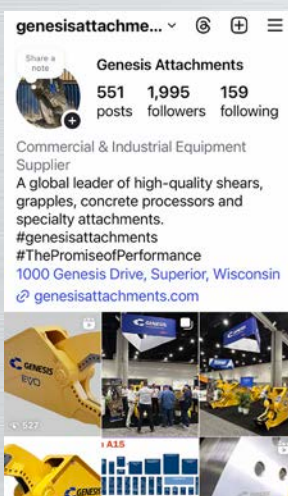 genesisattachme...
Share a
note
Genesis Attachments
551 1,995 159
posts followers following
Commercial & Industrial Equipment
Supplier
A global leader of high-quality shears,
grapples, concrete processors and
specialty attachments.
#genesisattachments
#ThePromiseofPerformance
1000 Genesis Drive, Superior, Wisconsin
genesisattachments.com
GENESIS
EVO
527
GENESIS
A15